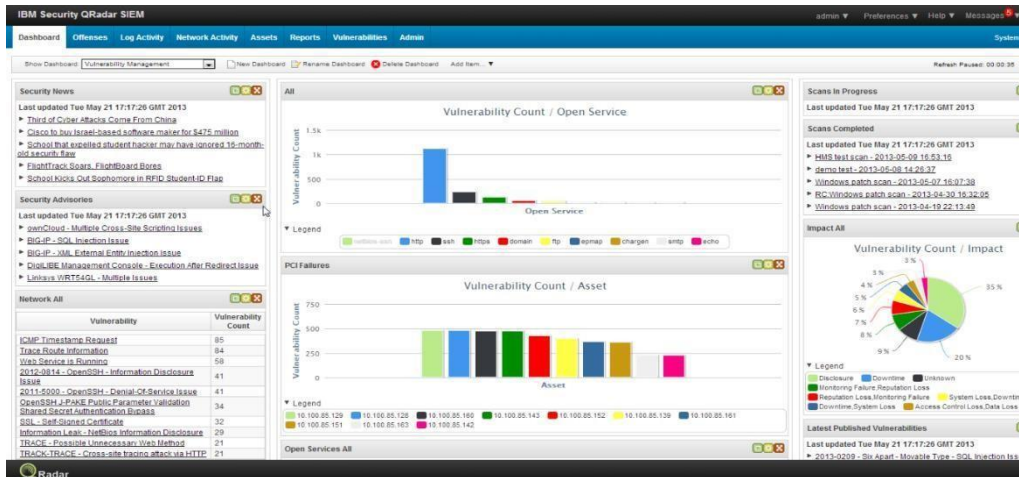 IBM Security QRadar SIEM
admin ▼ Preferences ▼ Help ▼ Messages 5 ▼
Dashboard Offenses Log Activity Network Activity Assets Reports Vulnerabilities Admin
System
Show Dashboard: Vulnerability Management New Dashboard Rename Dashboard Delete Dashboard Add Item... ▼
Refresh Paused: 00:00:35
Security News
Last updated Tue May 21 17:17:26 GMT 2013
Third of Cyber Attacks Come From China
Cisco to buy Israel-based software maker for $475 million
School that expelled student hacker may have ignored 16-month-
old security flaw
FlightTrack Soars, FlightBoard Bores
School Kicks Out Sophomore in RFID Student-ID Flap
Security Advisories
Last updated Tue May 21 17:17:26 GMT 2013
ownCloud - Multiple Cross-Site Scripting Issues
BIG-IP - SQL Injection Issue
BIG-IP - XML External Entity Injection Issue
DigiLIBE Management Console - Execution After Redirect Issue
Linksys WRT54GL - Multiple Issues
Network All
Vulnerability Vulnerability Count
ICMP Timestamp Request 85
Trace Route Information 84
Web Service is Running 58
2012-0814 - OpenSSH - Information Disclosure Issue 41
2011-5000 - OpenSSH - Denial-Of-Service Issue 41
OpenSSH J-PAKE Public Parameter Validation
Shared Secret Authentication Bypass 34
SSL - Self-Signed Certificate 32
Information Leak - NetBios Information Disclosure 29
TRACE - Possible Unnecessary Web Method 21
TRACK-TRACE - Cross-site tracing attack via HTTP 21
All
Vulnerability Count / Open Service
Vulnerability Count
1.5k
1k
500
0
Open Service
▼ Legend
http ssh https domain ftp epmap chargen smtp echo
PCI Failures
Vulnerability Count / Asset
Vulnerability Count
750
500
250
0
Asset
▼ Legend
10.100.85.129 10.100.85.128 10.100.85.160 10.100.85.143 10.100.85.152 10.100.85.139 10.100.85.161
10.100.85.151 10.100.85.163 10.100.85.142
Open Services All
Scans In Progress
Last updated Tue May 21 17:17:26 GMT 2013
Scans Completed
Last updated Tue May 21 17:17:26 GMT 2013
HMS test scan - 2013-05-09 16:53:16
demo test - 2013-05-08 14:26:37
Windows patch scan - 2013-05-07 16:07:38
RC:Windows patch scan - 2013-04-30 16:32:05
Windows patch scan - 2013-04-19 22:13:49
Impact All
Vulnerability Count / Impact
3 %
3 %
4 %
5 %
6 %
7 %
8 %
9 %
20 %
35 %
▼ Legend
Disclosure Downtime Unknown
Monitoring Failure,Reputation Loss
Reputation Loss,Monitoring Failure System Loss,Downtim
Downtime,System Loss Access Control Loss,Data Loss
Latest Published Vulnerabilities
Last updated Tue May 21 17:17:26 GMT 2013
2013-0209 - Six Apart - Movable Type - SQL Injection Iss
QRadar